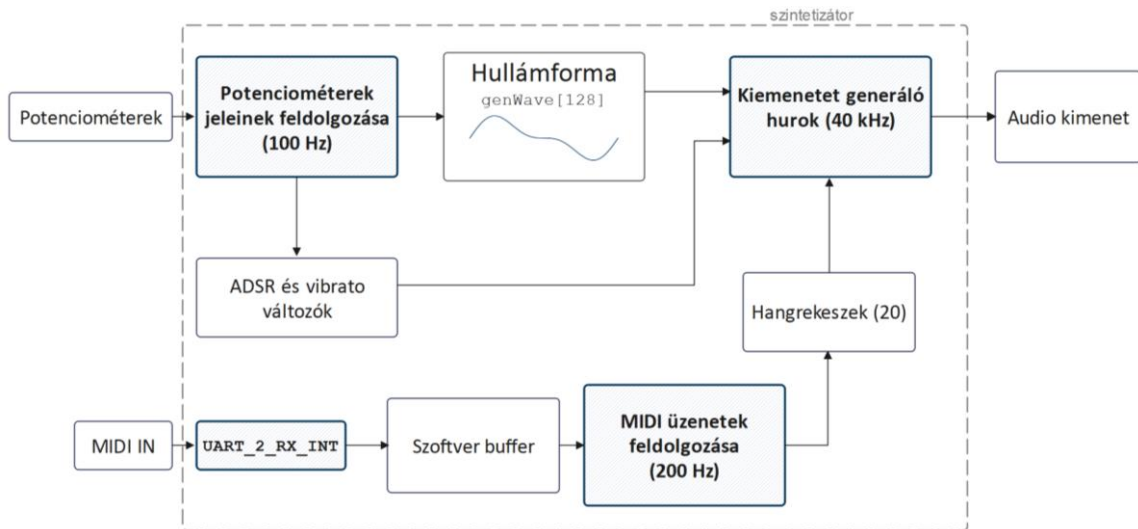 szintetizátor
Potenciométerek
Potenciométerek
jeleinek feldolgozása
(100 Hz)
Hullámforma
genWave[128]
Kiemenetet generáló
hurok (40 kHz)
Audio kimenet
ADSR és vibrato
változók
Hangrekeszek (20)
MIDI IN
UART_2_RX_INT
Szoftver buffer
MIDI üzenetek
feldolgozása
(200 Hz)